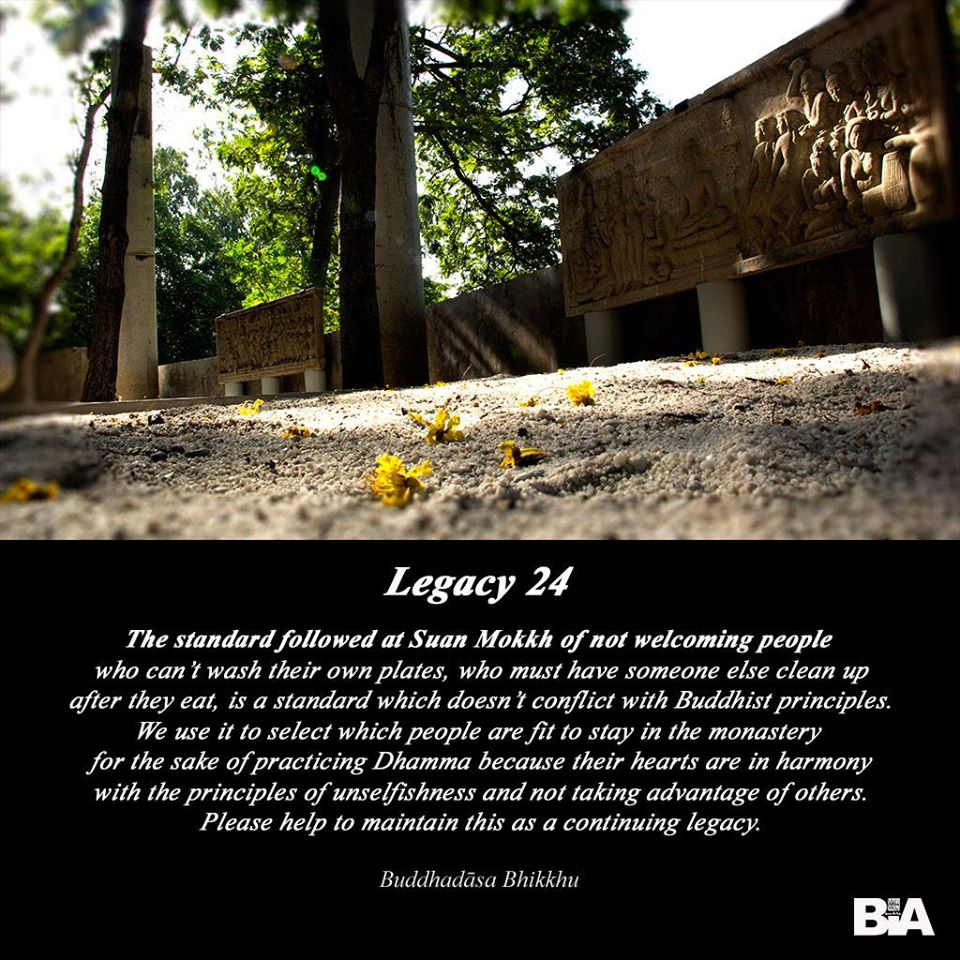 Legacy 24
The standard followed at Suan Mokkh of not welcoming people
who can't wash their own plates, who must have someone else clean up
after they eat, is a standard which doesn't conflict with Buddhist principles.
We use it to select which people are fit to stay in the monastery
for the sake of practicing Dhamma because their hearts are in harmony
with the principles of unselfishness and not taking advantage of others.
Please help to maintain this as a continuing legacy.
Buddhadāsa Bhikkhu
BIA